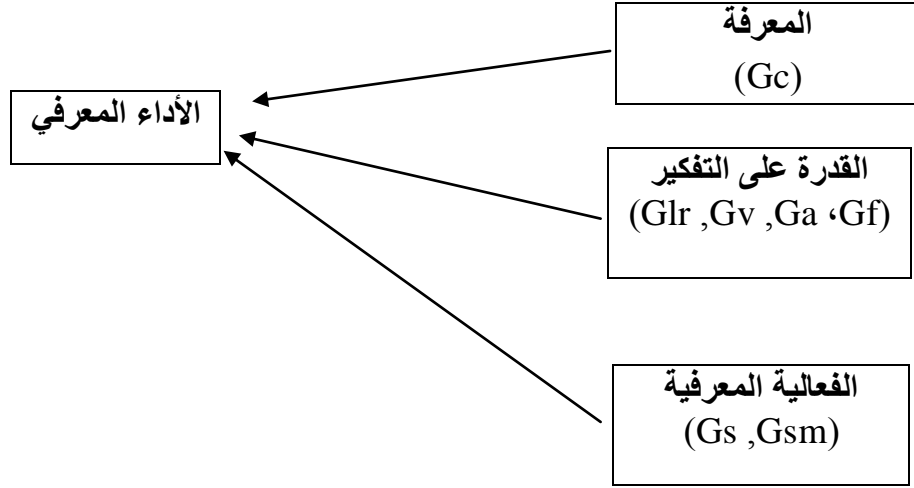 المعرفة
(Gc)
الأداء المعرفي
القدرة على التفكير
(Glr ,Gv ,Ga ،Gf)
الفعالية المعرفية
(Gs ,Gsm)